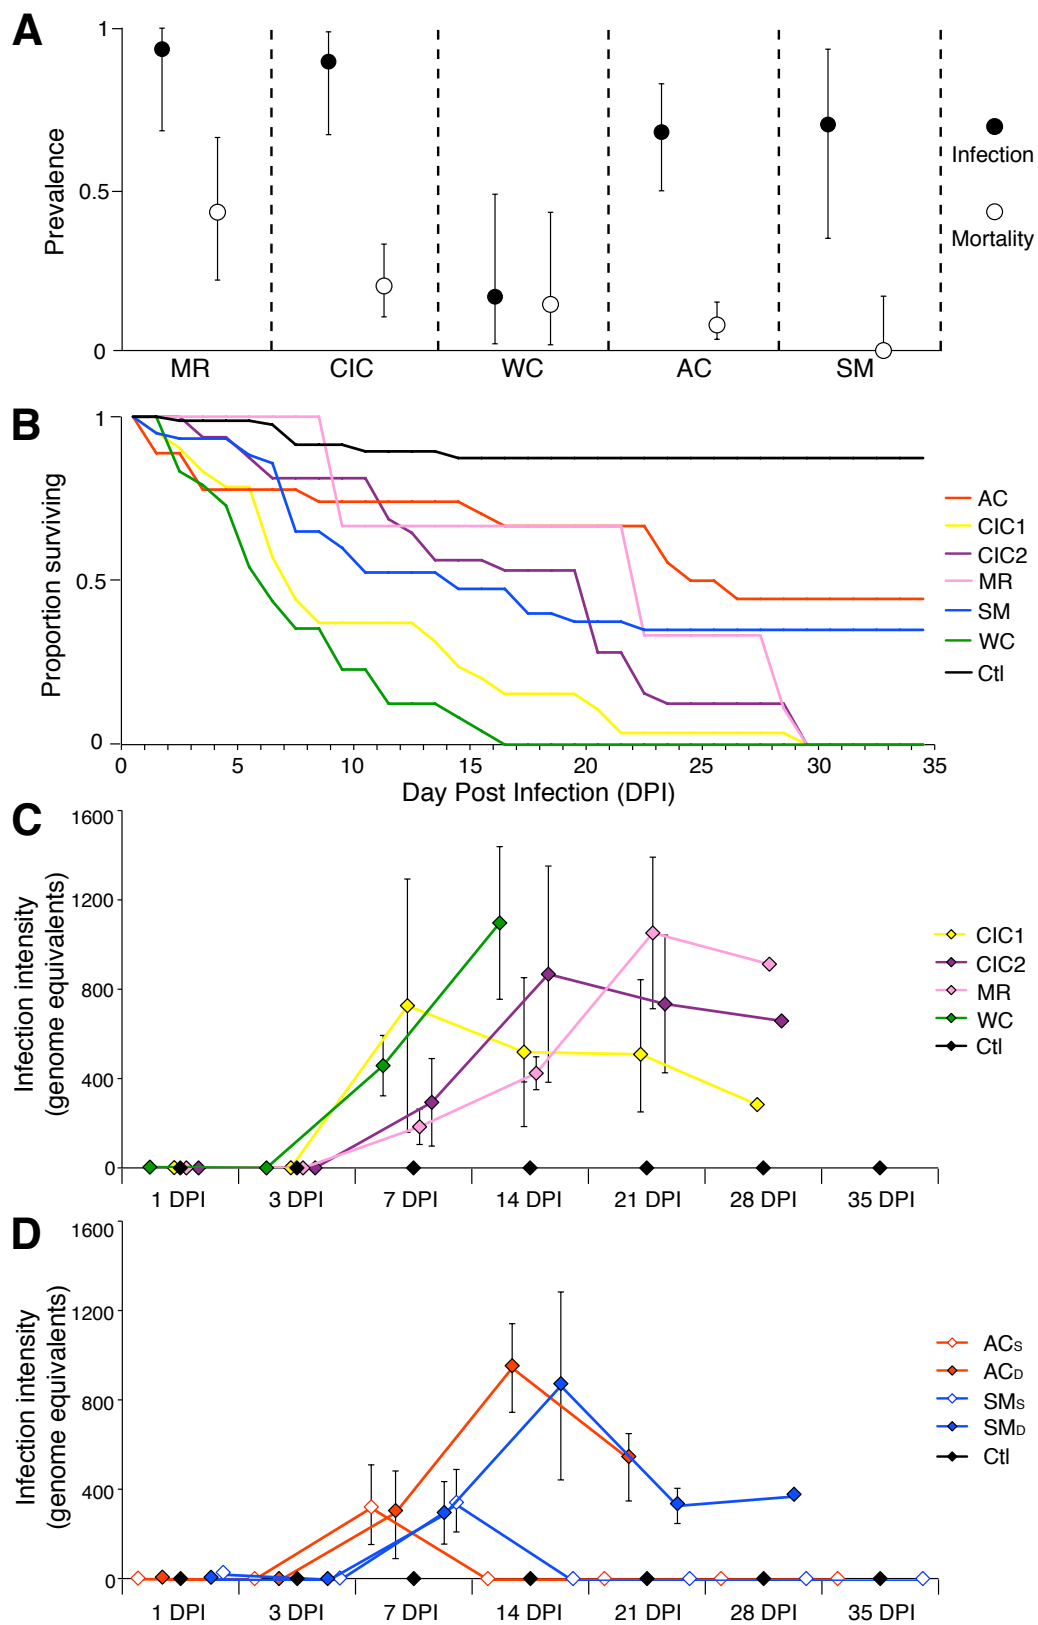 A
Prevalence
1
0.5
0
MR CIC WC AC SM
Infection
Mortality
B
Proportion surviving
1
0.5
0
0 5 10 15 20 25 30 35
Day Post Infection (DPI)
AC
CIC1
CIC2
MR
SM
WC
Ctl
C
Infection intensity
(genome equivalents)
1600
1200
800
400
0
1 DPI 3 DPI 7 DPI 14 DPI 21 DPI 28 DPI 35 DPI
CIC1
CIC2
MR
WC
Ctl
D
Infection intensity
(genome equivalents)
1600
1200
800
400
0
1 DPI 3 DPI 7 DPI 14 DPI 21 DPI 28 DPI 35 DPI
ACS
ACD
SMS
SMD
Ctl